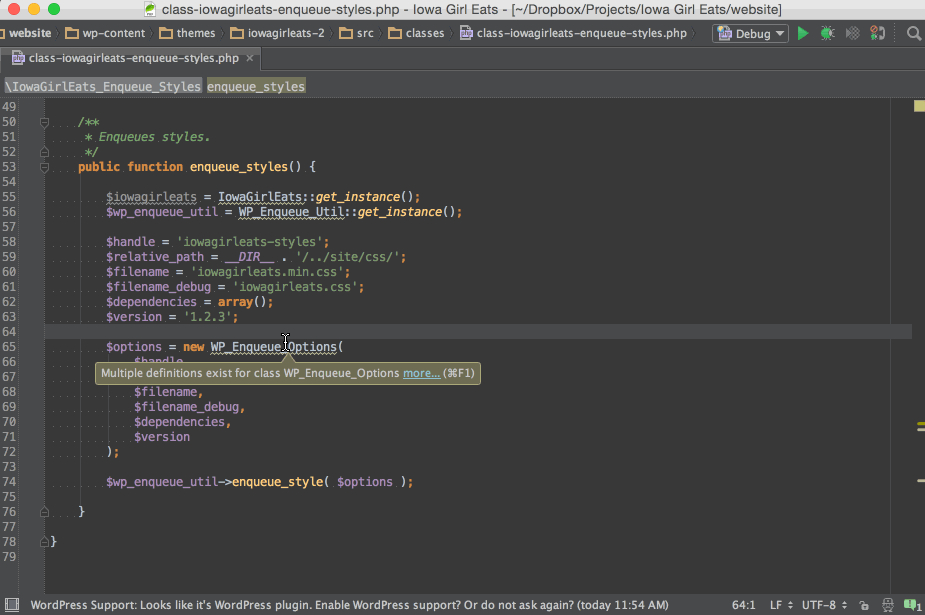 class-iowagirleats-enqueue-styles.php - Iowa Girl Eats - [~/Dropbox/Projects/Iowa Girl Eats/website]
website wp-content themes iowagirleats-2 src classes class-iowagirleats-enqueue-styles.php Debug
class-iowagirleats-enqueue-styles.php ×
\IowaGirlEats_Enqueue_Styles enqueue_styles
49
50 /**
51 * Enqueues styles.
52 */
53 public function enqueue_styles() {
54
55 $iowagirleats = IowaGirlEats::get_instance();
56 $wp_enqueue_util = WP_Enqueue_Util::get_instance();
57
58 $handle = 'iowagirleats-styles';
59 $relative_path = __DIR__ . '/../site/css/';
60 $filename = 'iowagirleats.min.css';
61 $filename_debug = 'iowagirleats.css';
62 $dependencies = array();
63 $version = '1.2.3';
64
65 $options = new WP_Enqueue_Options(
66 $handle
Multiple definitions exist for class WP_Enqueue_Options more... (⌘F1)
67
68 $filename,
69 $filename_debug,
70 $dependencies,
71 $version
72 );
73
74 $wp_enqueue_util->enqueue_style( $options );
75
76 }
77
78 }
79
WordPress Support: Looks like it's WordPress plugin. Enable WordPress support? Or do not ask again? (today 11:54 AM) 64:1 LF UTF-8 1